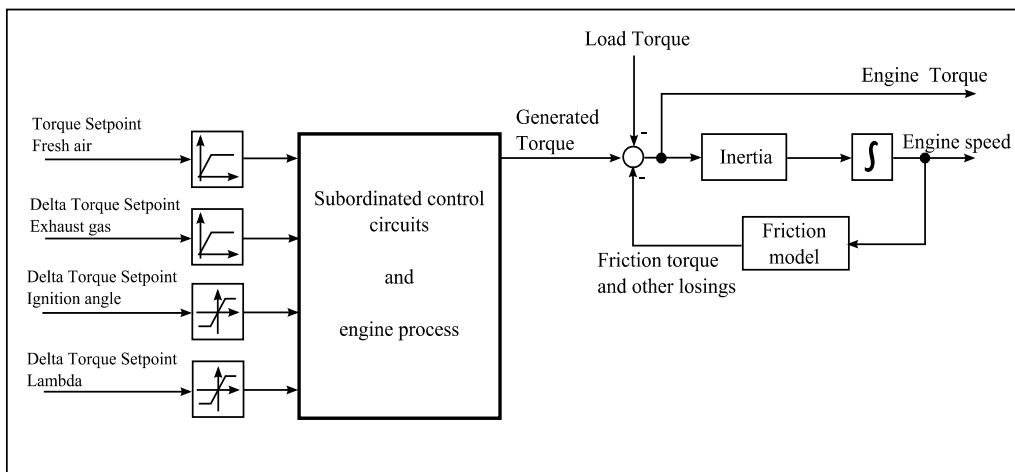 Load Torque
Engine Torque
Torque Setpoint
Fresh air
Generated
Torque
-
Inertia
∫
Engine speed
-
Delta Torque Setpoint
Exhaust gas
Subordinated control
circuits
and
engine process
Friction
model
Friction torque
and other losings
Delta Torque Setpoint
Ignition angle
Delta Torque Setpoint
Lambda